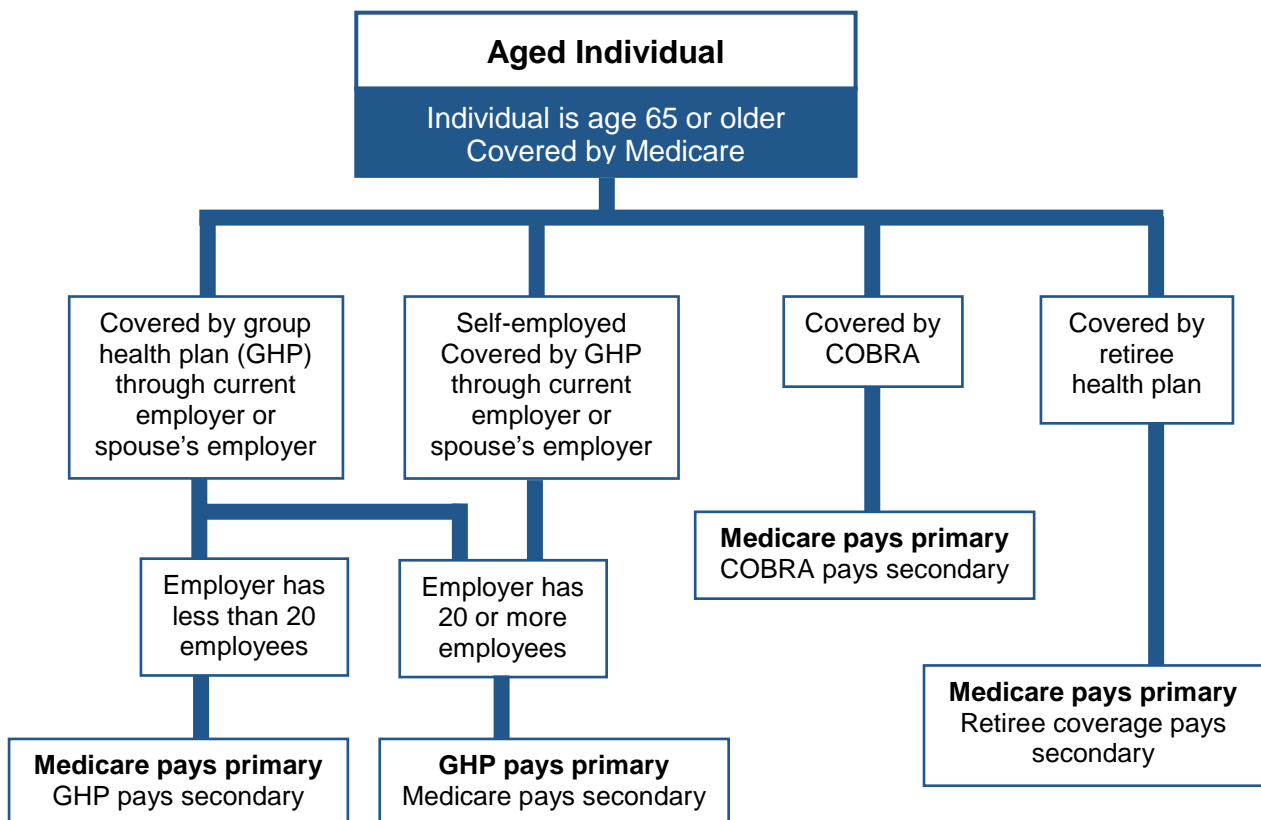 Aged Individual
Individual is age 65 or older
Covered by Medicare
Covered by group
health plan (GHP)
through current
employer or
spouse’s employer
Self-employed
Covered by GHP
through current
employer or
spouse’s employer
Covered by
COBRA
Covered by
retiree
health plan
Employer has
less than 20
employees
Employer has
20 or more
employees
Medicare pays primary
COBRA pays secondary
Medicare pays primary
Retiree coverage pays
secondary
Medicare pays primary
GHP pays secondary
GHP pays primary
Medicare pays secondary